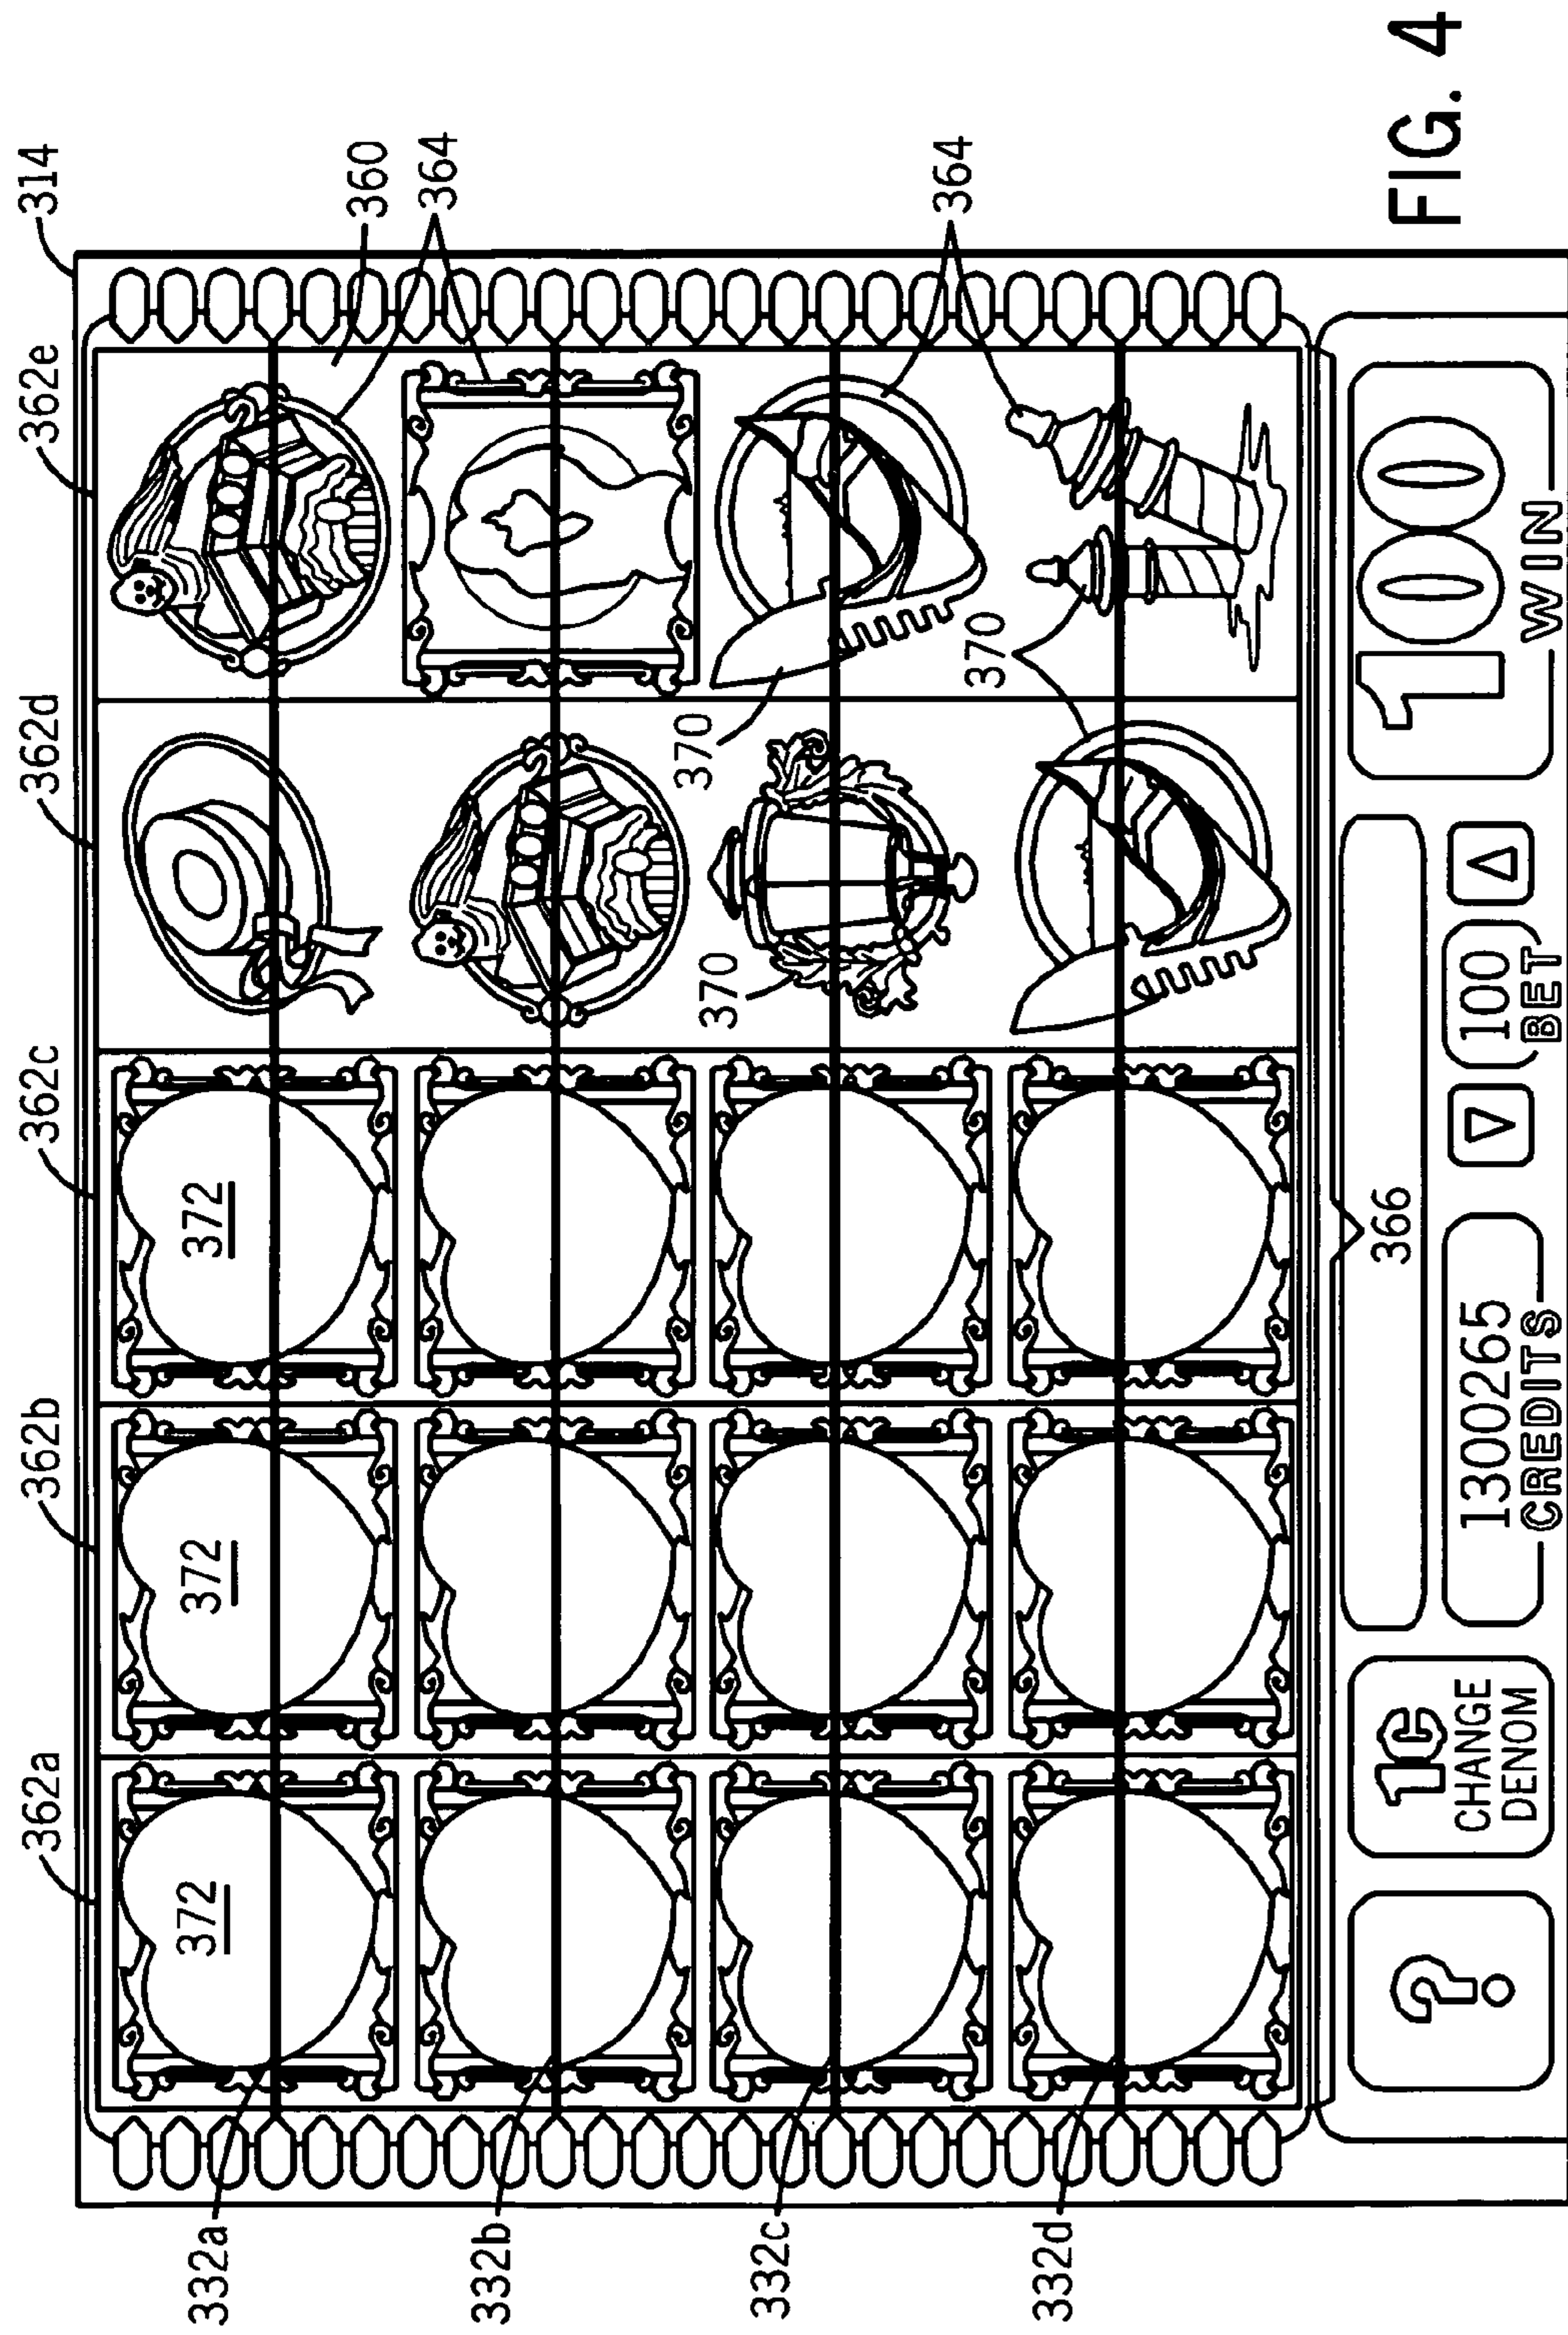 314
362a
362b
362c
362d
362e
360
364
364
372
372
372
370
370
370
332a
332b
332c
332d
366
?
1¢
CHANGE
DENOM
1300265
CREDITS
100
BET
100
WIN
FIG. 4